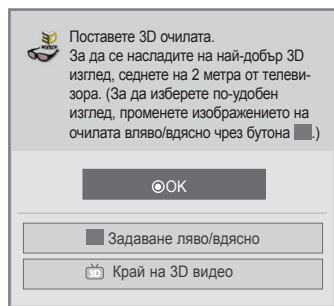 Поставете 3D очилата.
За да се насладите на най-добър 3D
изглед, седнете на 2 метра от телеви-
зора. (За да изберете по-удобен
изглед, променете изображението на
очилата вляво/вдясно чрез бутона .)
OK
Задаване ляво/вдясно
3D Край на 3D видео